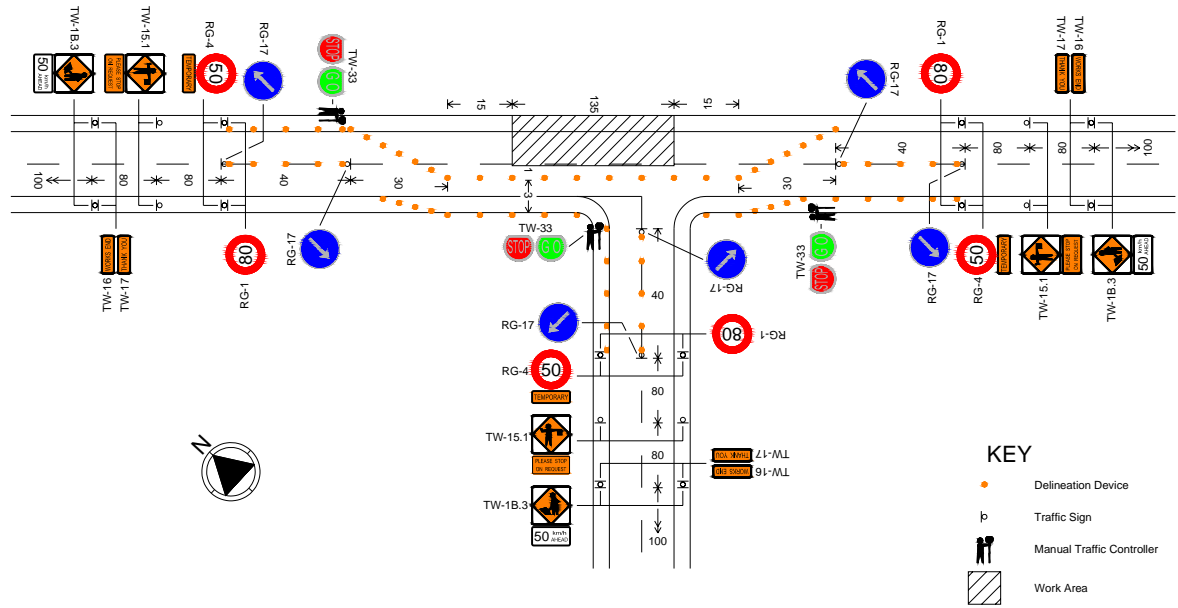 TW-1B.3
50 km/h
AHEAD
TW-15.1
PLEASE STOP
ON REQUEST
RG-4
50
TEMPORARY
RG-17
STOP
GO
TW-33
RG-17
RG-1
80
TW-17
THANK YOU
TW-16
WORKS END
15
135
15
100
80
80
40
30
1
3
30
40
80
80
100
TW-16
WORKS END
TW-17
THANK YOU
RG-1
80
RG-17
TW-33
STOP
GO
RG-17
TW-33
GO
STOP
RG-17
RG-4
50
TEMPORARY
TW-15.1
PLEASE STOP
ON REQUEST
TW-1B.3
50 km/h
AHEAD
40
RG-17
RG-1
80
RG-4
50
TEMPORARY
80
TW-15.1
PLEASE STOP
ON REQUEST
80
TW-17
THANK YOU
TW-16
WORKS END
TW-1B.3
50 km/h
AHEAD
100
N
KEY
Delineation Device
Traffic Sign
Manual Traffic Controller
Work Area